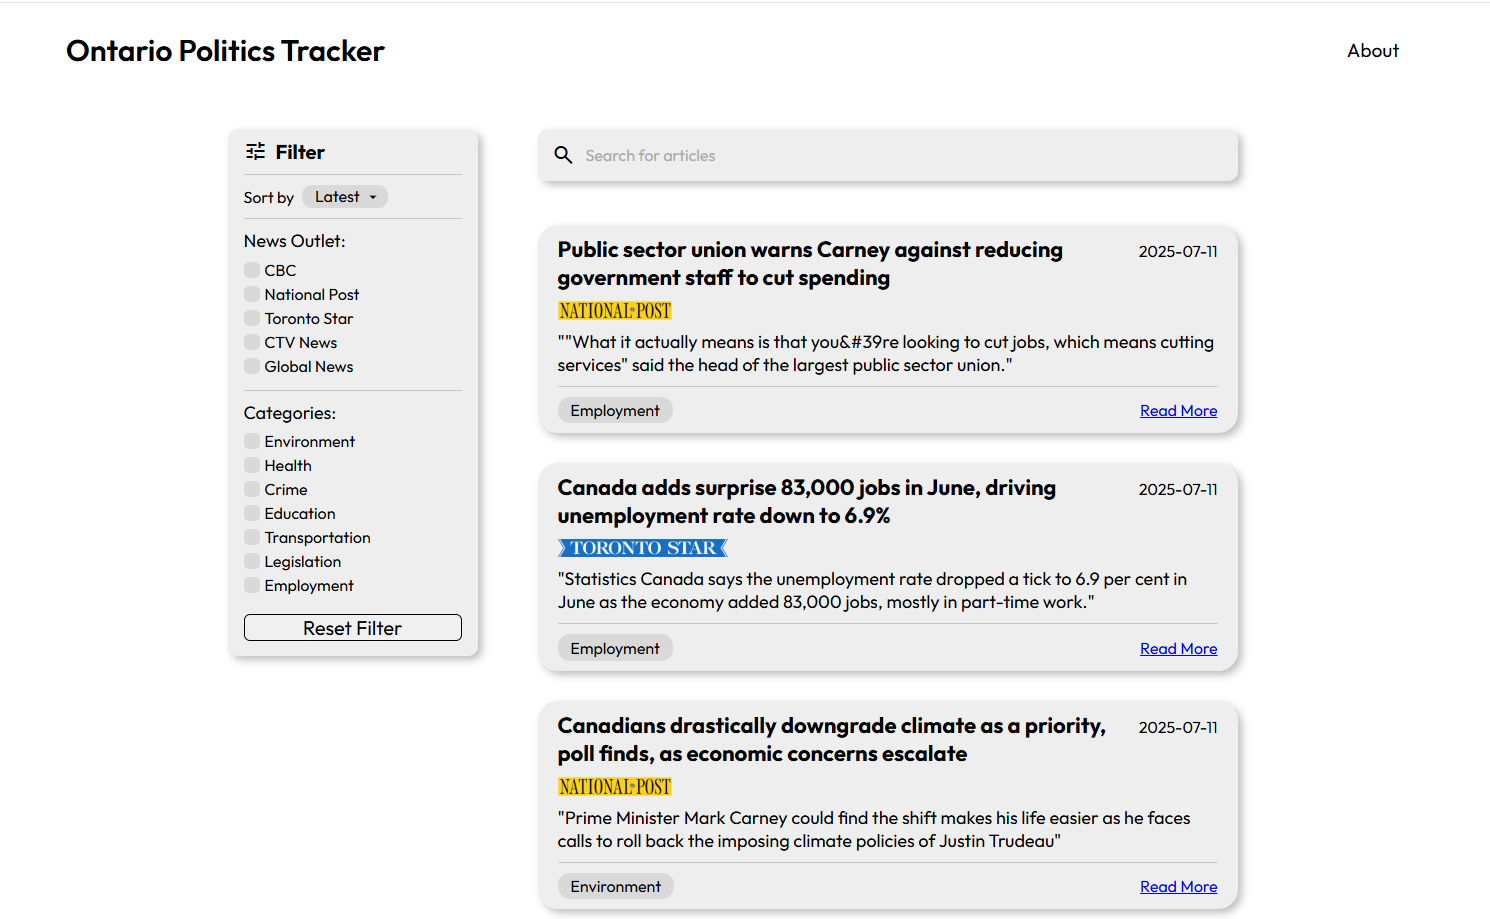 Ontario Politics Tracker
About
Filter
Sort by Latest
News Outlet:
CBC
National Post
Toronto Star
CTV News
Global News
Categories:
Environment
Health
Crime
Education
Transportation
Legislation
Employment
Reset Filter
Search for articles
Public sector union warns Carney against reducing
government staff to cut spending
2025-07-11
NATIONAL POST
""What it actually means is that you&#39re looking to cut jobs, which means cutting
services" said the head of the largest public sector union."
Employment
Read More
Canada adds surprise 83,000 jobs in June, driving
unemployment rate down to 6.9%
2025-07-11
TORONTO STAR
"Statistics Canada says the unemployment rate dropped a tick to 6.9 per cent in
June as the economy added 83,000 jobs, mostly in part-time work."
Employment
Read More
Canadians drastically downgrade climate as a priority,
poll finds, as economic concerns escalate
2025-07-11
NATIONAL POST
"Prime Minister Mark Carney could find the shift makes his life easier as he faces
calls to roll back the imposing climate policies of Justin Trudeau"
Environment
Read More